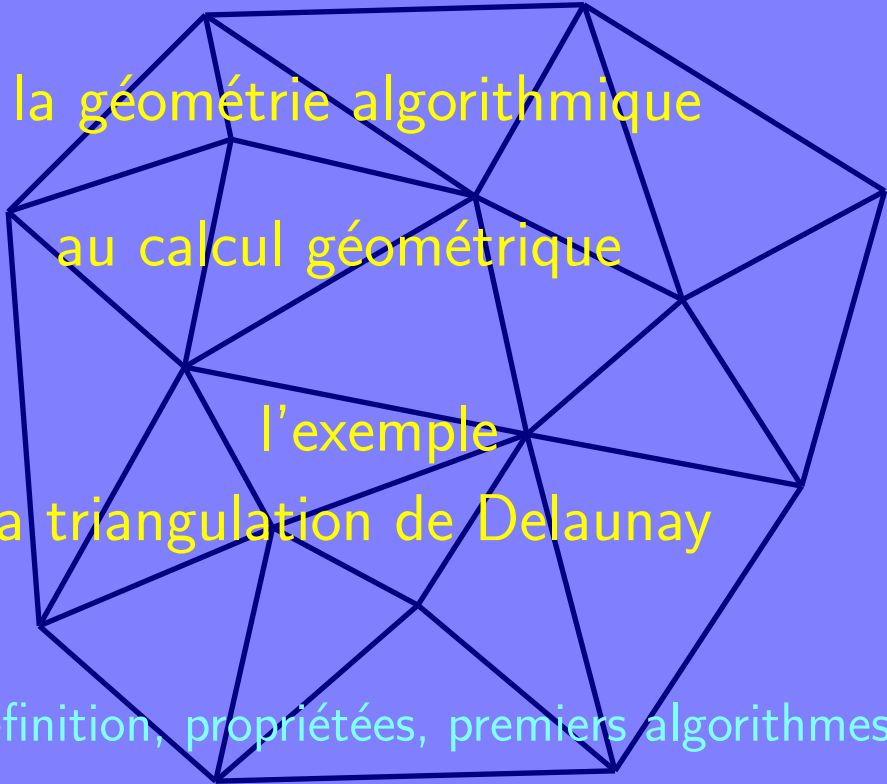 la géométrie algorithmique
au calcul géométrique
l'exemple
a triangulation de Delaunay
finition, propriétées, premiers algorithmes